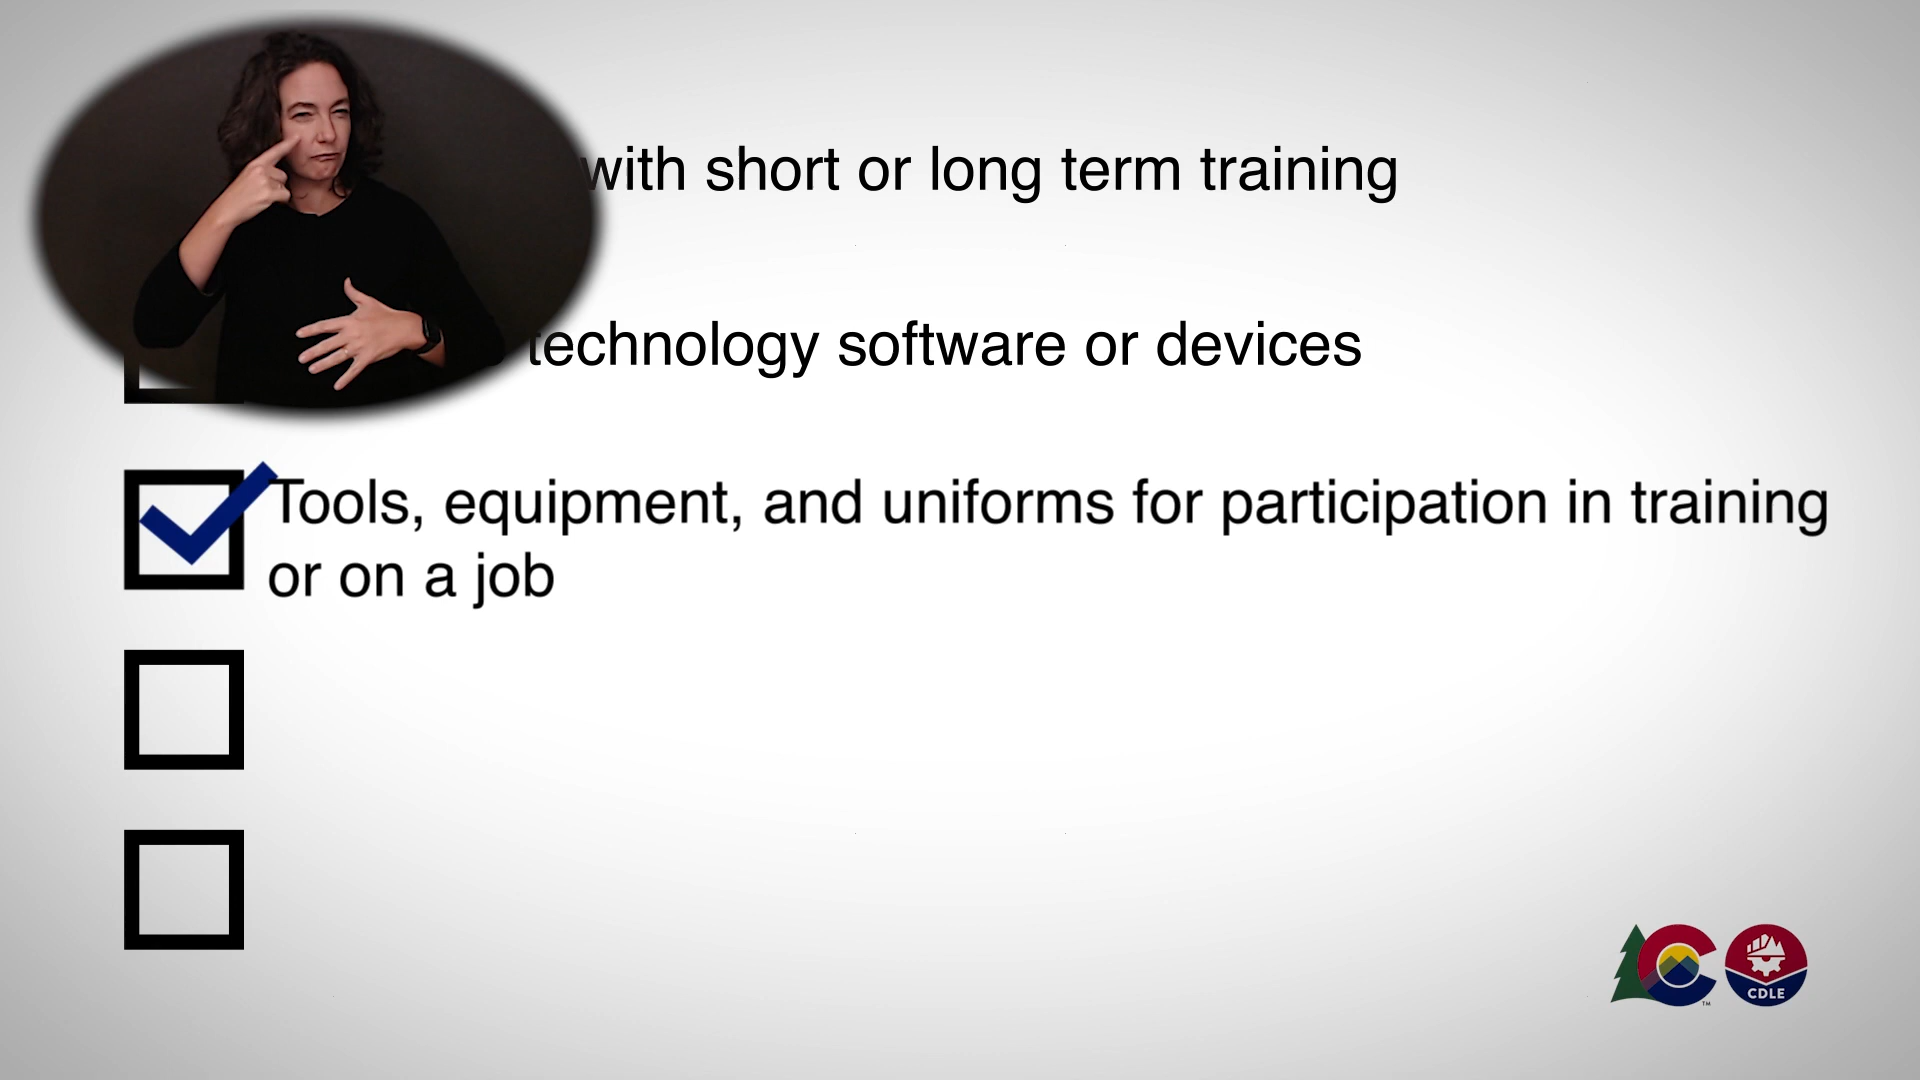 with short or long term training
technology software or devices
Tools, equipment, and uniforms for participation in training
or on a job
TM
CDLE